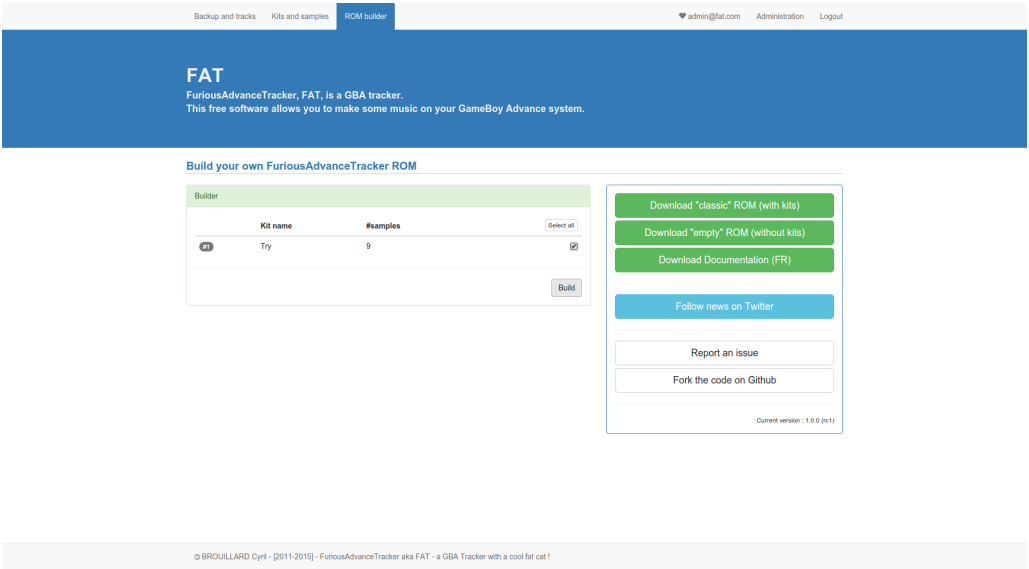 Backup and tracks Kits and samples ROM builder admin@fat.com Administration Logout
FAT
FuriousAdvanceTracker, FAT, is a GBA tracker.
This free software allows you to make some music on your GameBoy Advance system.
Build your own FuriousAdvanceTracker ROM
Builder
Kit name #samples Select all
#1 Try 9
Build
Download "classic" ROM (with kits)
Download "empty" ROM (without kits)
Download Documentation (FR)
Follow news on Twitter
Report an issue
Fork the code on Github
Current version : 1.0.0 (rc1)
@ BROUILLARD Cyril - [2011-2015] - FuriousAdvanceTracker aka FAT - a GBA Tracker with a cool fat cat !